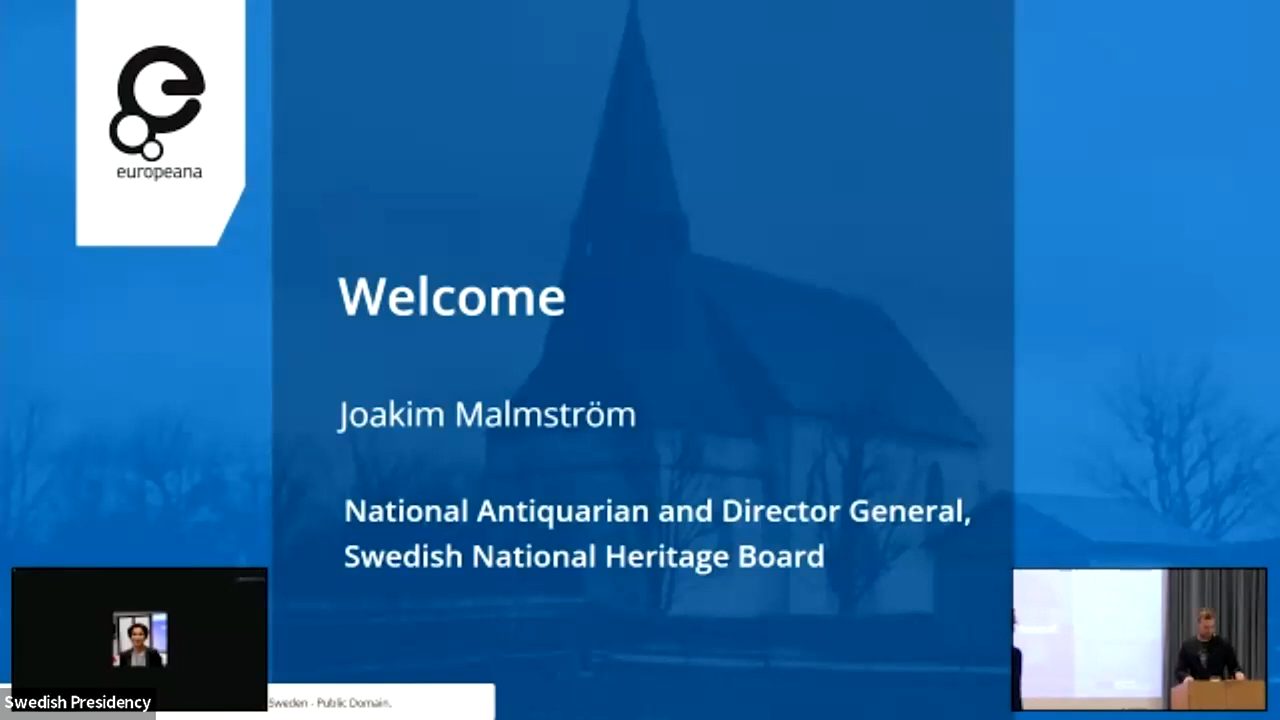 europeana
Welcome
Joakim Malmström
National Antiquarian and Director General,
Swedish National Heritage Board
Swedish Presidency
Sweden - Public Domain.